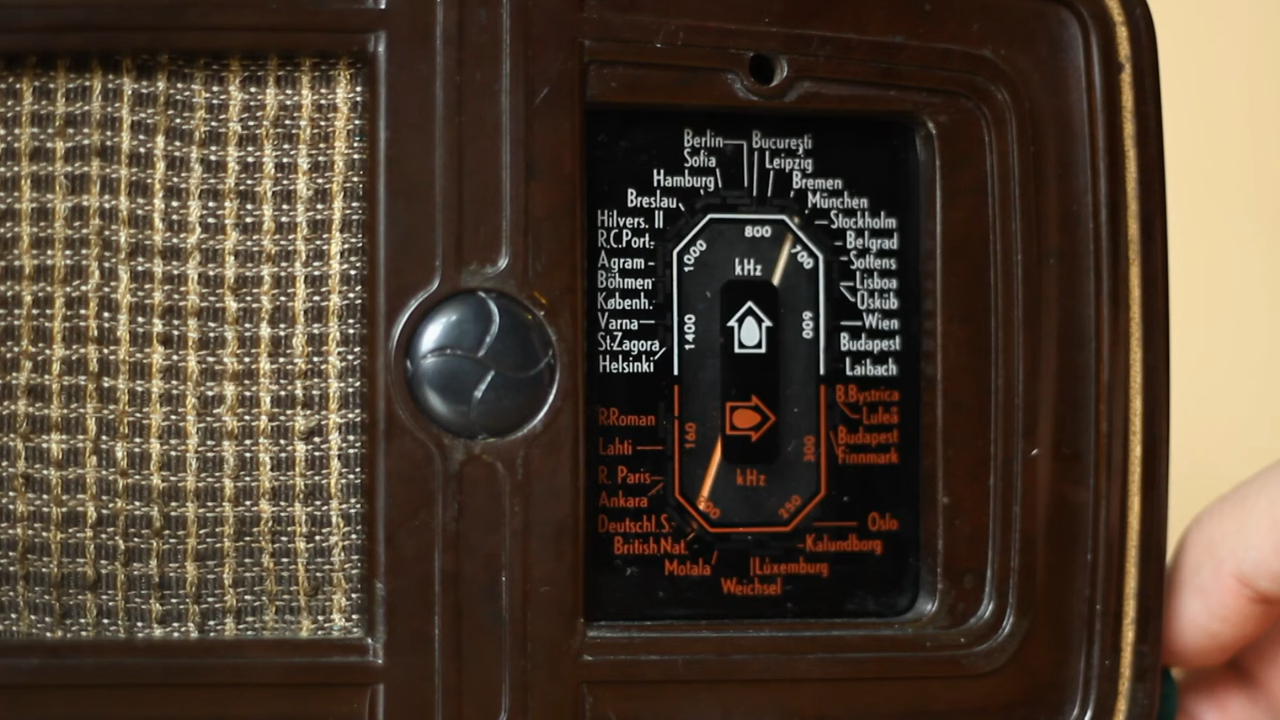 Berlin
București
Sofia
Leipzig
Hamburg
Bremen
Breslau
München
Hilvers. II
Stockholm
R.C.Port.
Belgrad
Agram
Sottens
Böhmen
Lisboa
Københ.
Osküb
Varna
Wien
St.Zagora
Budapest
Helsinki
Laibach
800
1000
700
kHz
1400
600
B.Bystrica
R.Roman
Luleå
Lahti
Budapest
160
300
Finnmark
R. Paris
kHz
Ankara
200
250
Deutschl.S.
Oslo
British Nat.
Kalundborg
Motala
Luxemburg
Weichsel